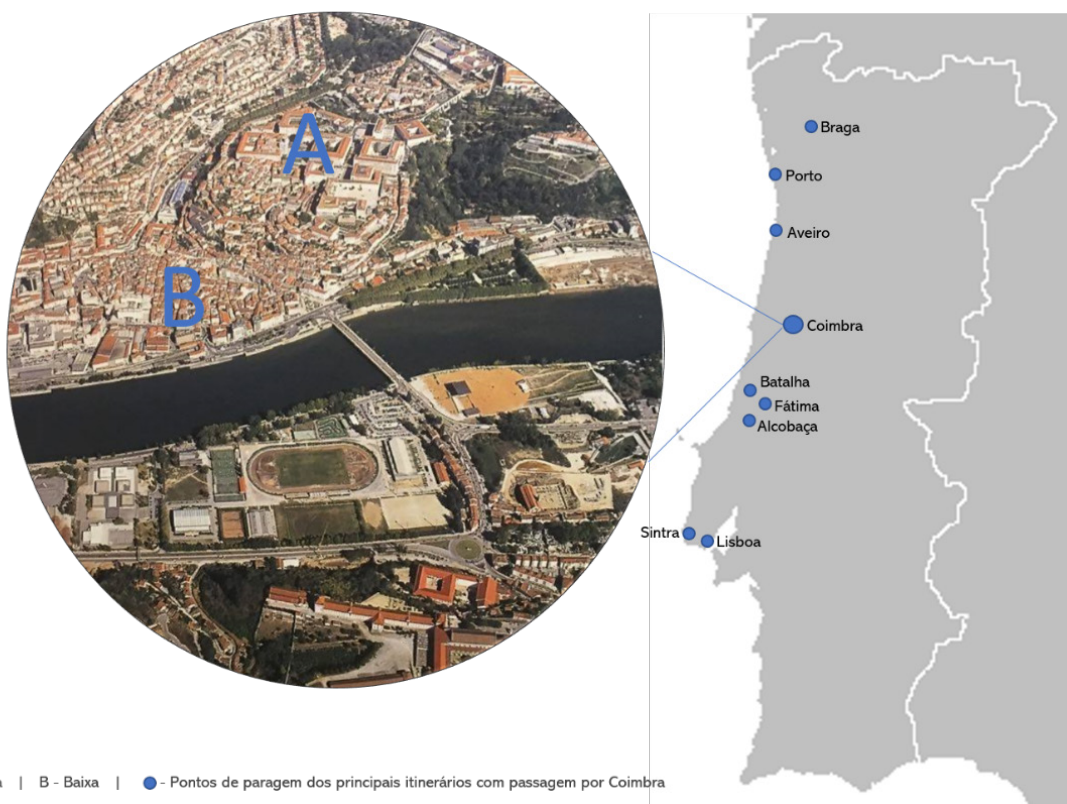 A
B
Braga
Porto
Aveiro
Coimbra
Batalha
Fátima
Alcobaça
Sintra
Lisboa
| B - Baixa | - Pontos de paragem dos principais itinerários com passagem por Coimbra